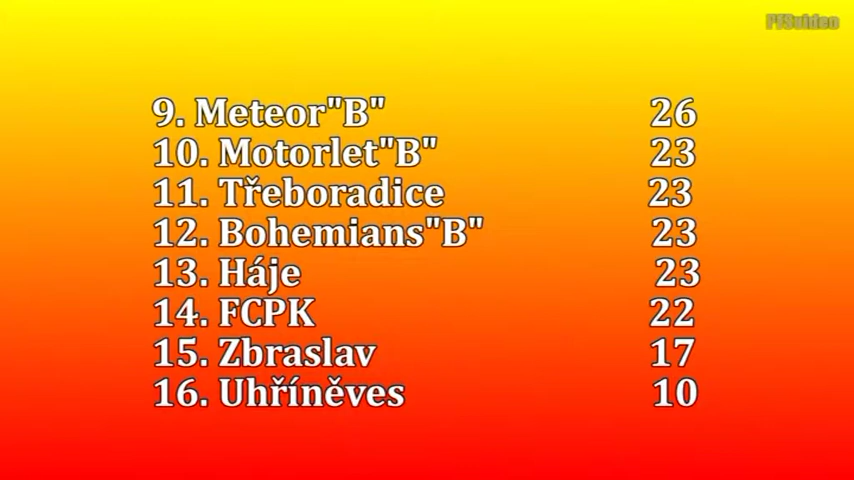 PFSvideo
9. Meteor"B" 26
10. Motorlet"B" 23
11. Třeboradice 23
12. Bohemians"B" 23
13. Háje 23
14. FCPK 22
15. Zbraslav 17
16. Uhříněves 10